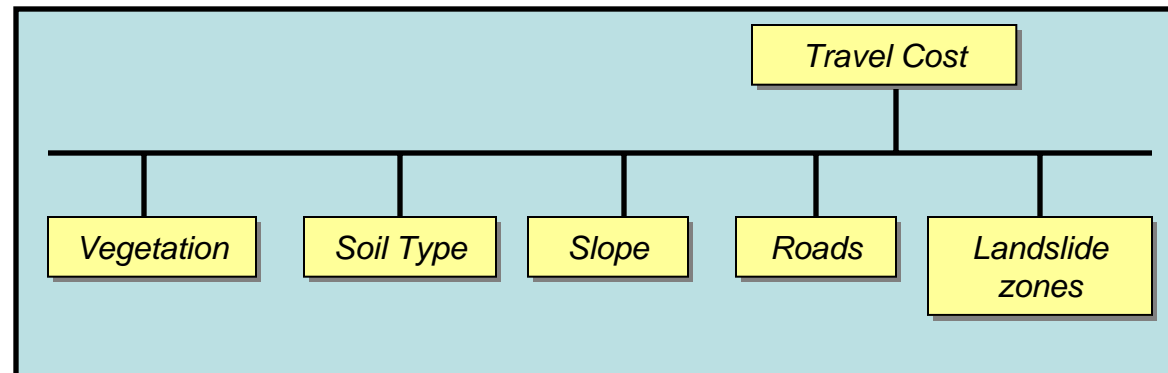 Travel Cost
Vegetation
Soil Type
Slope
Roads
Landslide
zones